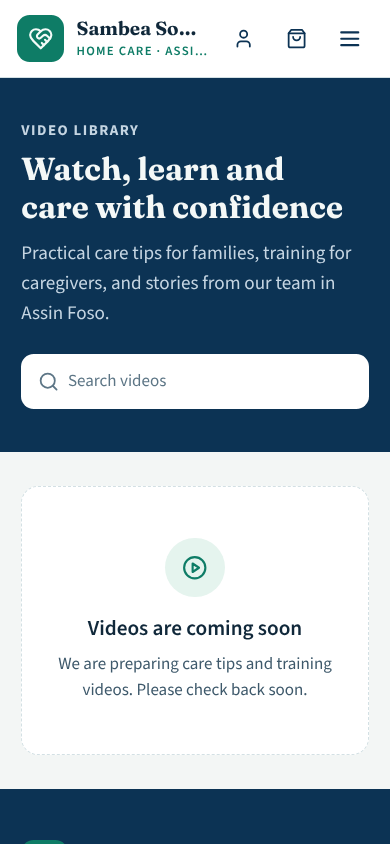 Sambea So...
HOME CARE · ASSI...
VIDEO LIBRARY
Watch, learn and
care with confidence
Practical care tips for families, training for
caregivers, and stories from our team in
Assin Foso.
Search videos
Videos are coming soon
We are preparing care tips and training
videos. Please check back soon.